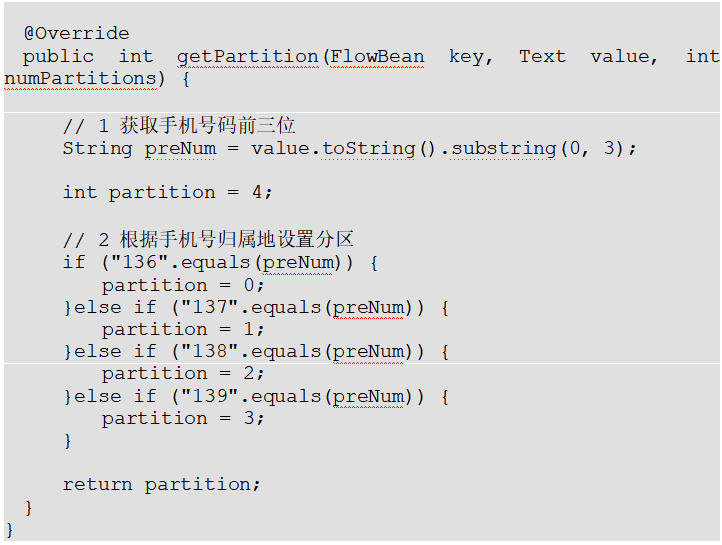 @Override
public int getPartition(FlowBean key, Text value, int
numPartitions) {
// 1 获取手机号码前三位
String preNum = value.toString().substring(0, 3);
int partition = 4;
// 2 根据手机号归属地设置分区
if ("136".equals(preNum)) {
partition = 0;
}else if ("137".equals(preNum)) {
partition = 1;
}else if ("138".equals(preNum)) {
partition = 2;
}else if ("139".equals(preNum)) {
partition = 3;
}
return partition;
}
}